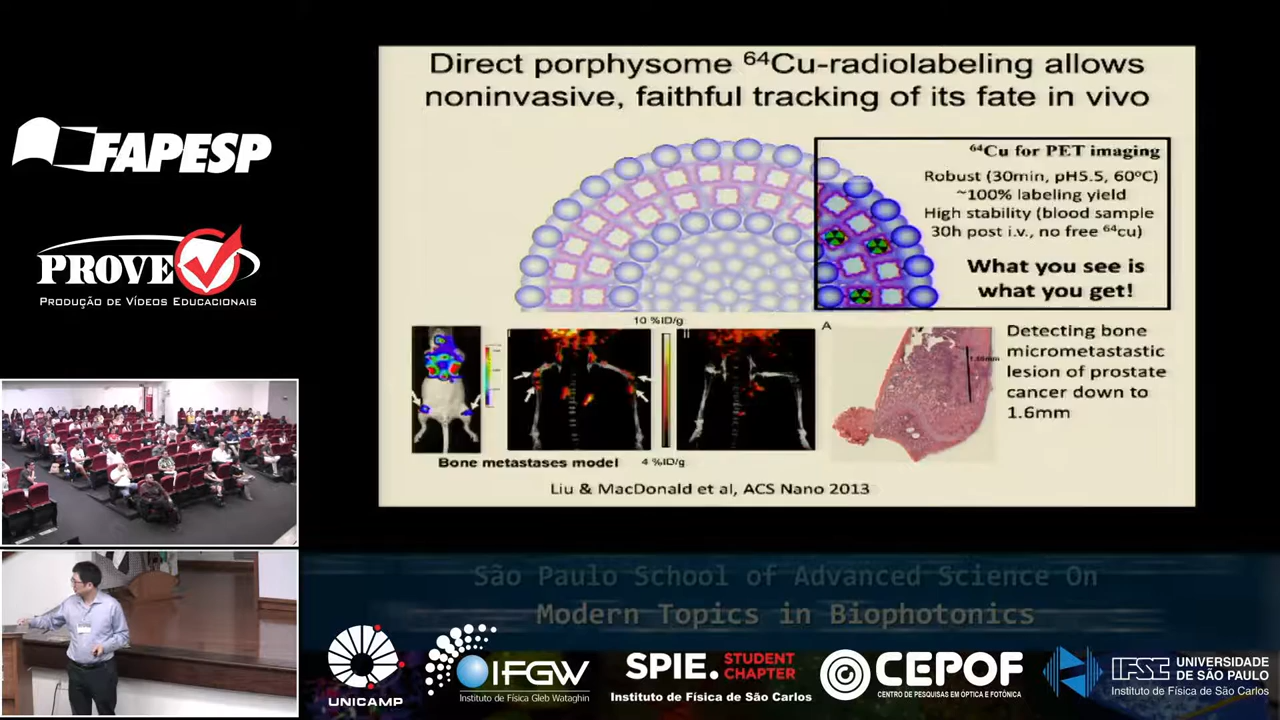 Direct porphysome ⁶⁴Cu-radiolabeling allows
noninvasive, faithful tracking of its fate in vivo
⁶⁴Cu for PET imaging
Robust (30min, pH5.5, 60ºC)
~100% labeling yield
High stability (blood sample
30h post i.v., no free ⁶⁴cu)
What you see is
what you get!
10 %ID/g
I
II
A
1.60mm
Detecting bone
micrometastastic
lesion of prostate
cancer down to
1.6mm
Bone metastases model
4 %ID/g
Liu & MacDonald et al, ACS Nano 2013
FAPESP
PROVE
PRODUÇÃO DE VÍDEOS EDUCACIONAIS
São Paulo School of Advanced Science On
Modern Topics in Biophotonics
UNICAMP
IFGW
Instituto de Física Gleb Wataghin
SPIE. STUDENT
CHAPTER
Instituto de Física de São Carlos
CEPOF
CENTRO DE PESQUISAS EM ÓPTICA E FOTÔNICA
IFSC UNIVERSIDADE
DE SÃO PAULO
Instituto de Física de São Carlos